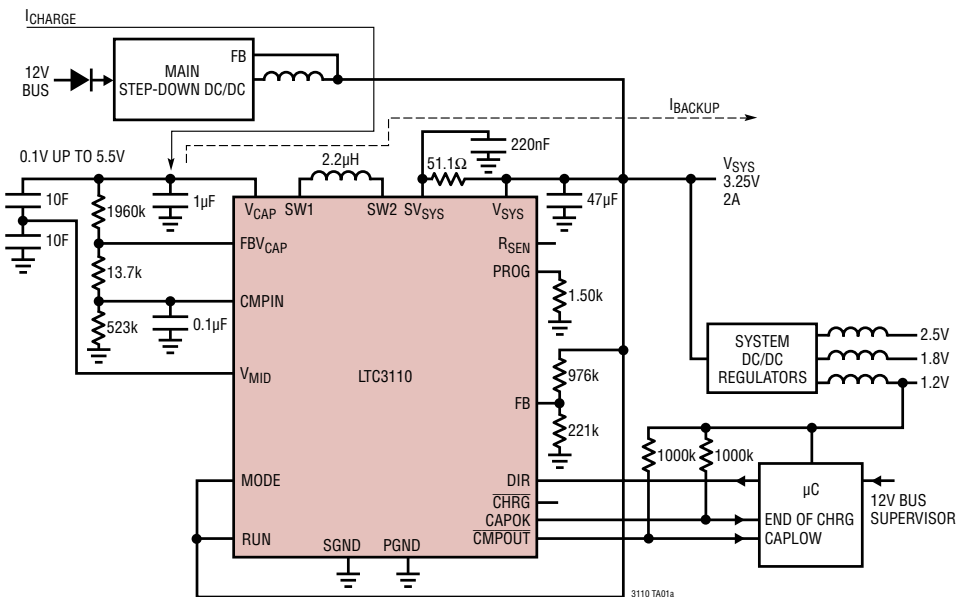 ICHARGE
MAIN
STEP-DOWN DC/DC
FB
12V
BUS
IBACKUP
0.1V UP TO 5.5V
2.2µH
51.1Ω
220nF
VSYS
3.25V
2A
10F
10F
1960k
1µF
47µF
VCAP
SW1
SW2
SVSYS
VSYS
FBVCAP
RSEN
PROG
13.7k
1.50k
CMPIN
523k
0.1µF
SYSTEM
DC/DC
REGULATORS
2.5V
1.8V
1.2V
VMID
LTC3110
976k
FB
221k
1000k
1000k
MODE
DIR
µC
CHRG
12V BUS
SUPERVISOR
CAPOK
END OF CHRG
RUN
SGND
PGND
CMPOUT
CAPLOW
3110 TA01a